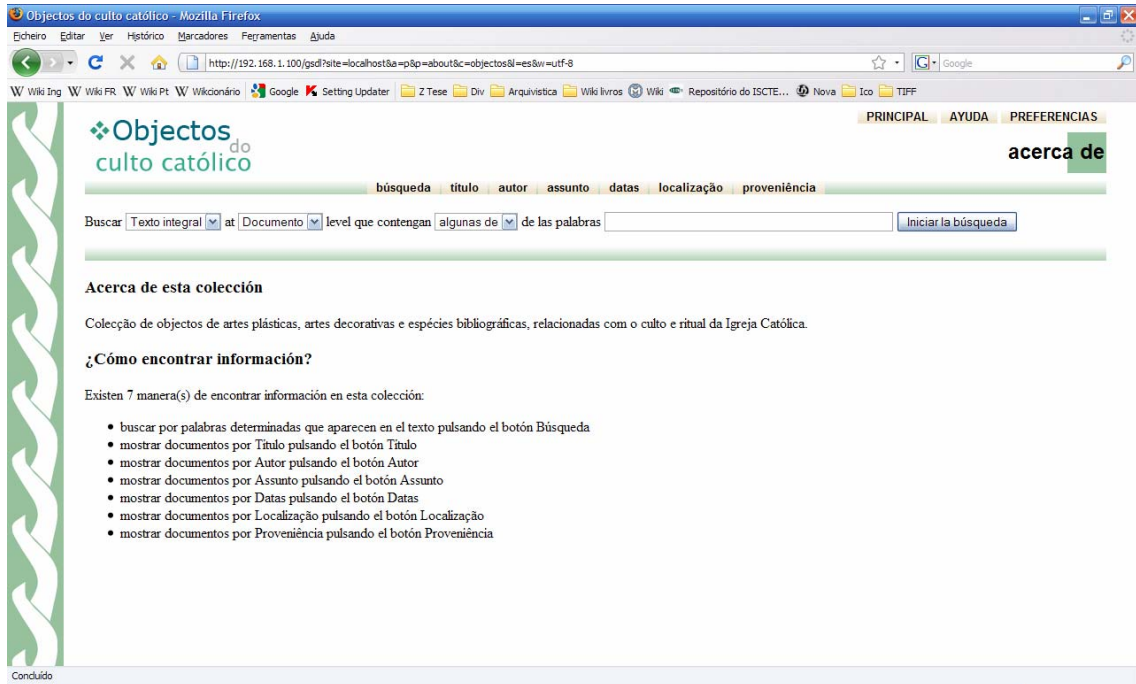 Objectos do culto católico - Mozilla Firefox
Ficheiro Editar Ver Histórico Marcadores Ferramentas Ajuda
http://192.168.1.100/gsdl?site=localhost&a=p&p=about&c=objectos&l=es&w=utf-8 Google
Wiki Ing Wiki FR Wiki Pt Wikcionário Google Setting Updater Z Tese Div Arquivistica Wiki livros Wiki Repositório do ISCTE... Nova Ico TIFF
PRINCIPAL AYUDA PREFERENCIAS
Objectos do
culto católico
acerca de
búsqueda título autor assunto datas localização proveniência
Buscar Texto integral at Documento level que contengan algunas de de las palabras Iniciar la búsqueda
Acerca de esta colección
Colecção de objectos de artes plásticas, artes decorativas e espécies bibliográficas, relacionadas com o culto e ritual da Igreja Católica.
¿Cómo encontrar información?
Existen 7 manera(s) de encontrar información en esta colección:
buscar por palabras determinadas que aparecen en el texto pulsando el botón Búsqueda
mostrar documentos por Título pulsando el botón Título
mostrar documentos por Autor pulsando el botón Autor
mostrar documentos por Assunto pulsando el botón Assunto
mostrar documentos por Datas pulsando el botón Datas
mostrar documentos por Localização pulsando el botón Localização
mostrar documentos por Proveniência pulsando el botón Proveniência
Concluído